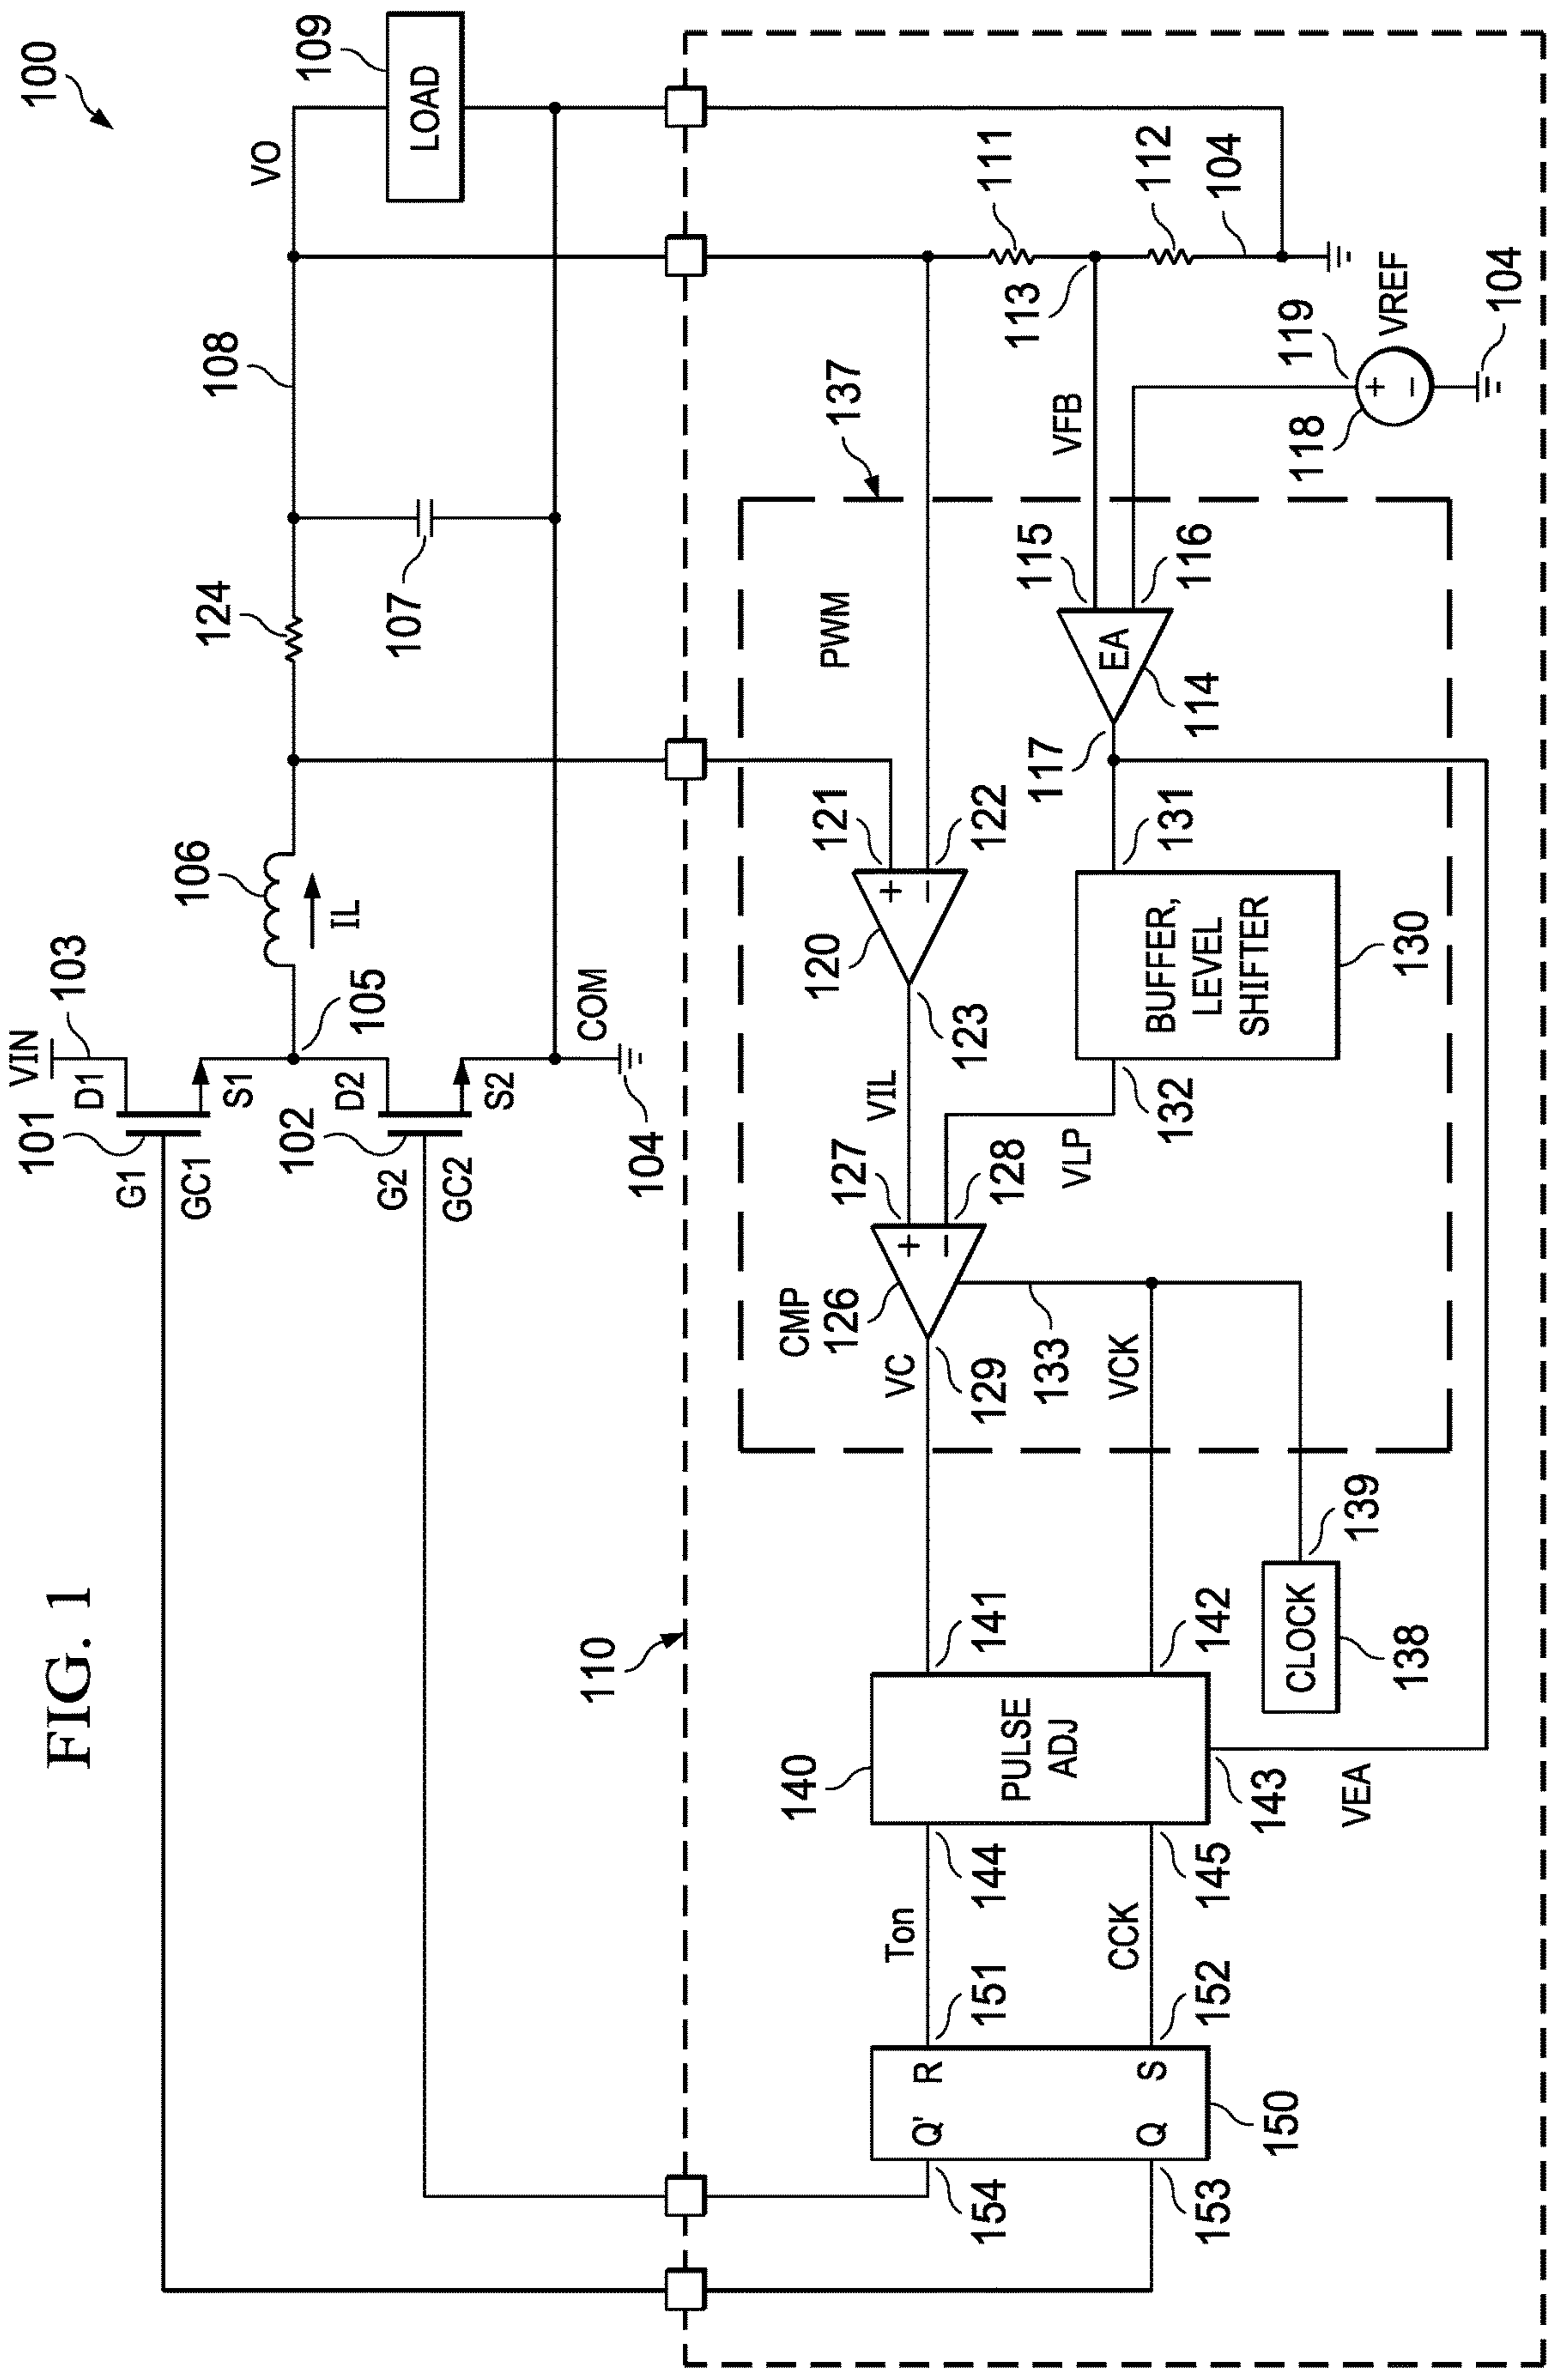 FIG. 1
100
VIN
103
D1
101
G1
GC1
S1
105
106
IL
124
108
VO
109
LOAD
107
D2
102
G2
GC2
S2
COM
104
110
137
PWM
111
113
112
104
VFB
119
VREF
118
104
115
116
EA
114
117
121
122
+
−
120
123
VIL
131
BUFFER,
LEVEL
SHIFTER
130
132
VLP
127
128
+
−
CMP
126
VC
129
133
VCK
139
CLOCK
138
141
142
140
PULSE
ADJ
143
VEA
144
145
Ton
CCK
151
152
R
S
Q'
Q
150
154
153
+
−